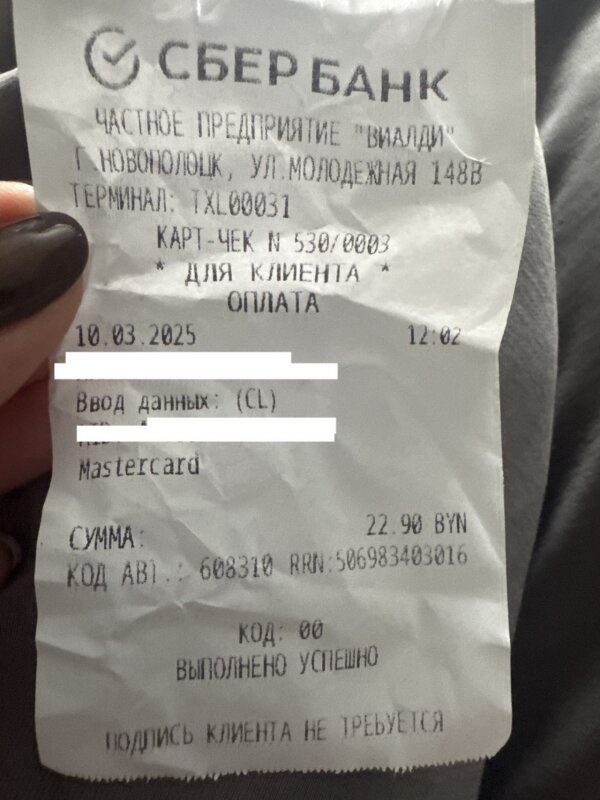 СБЕР БАНК
ЧАСТНОЕ ПРЕДПРИЯТИЕ "ВИАЛДИ"
Г.НОВОПОЛОЦК, УЛ.МОЛОДЕЖНАЯ 148В
ТЕРМИНАЛ: TXL00031
КАРТ-ЧЕК N 530/0003
* ДЛЯ КЛИЕНТА *
ОПЛАТА
10.03.2025 12:02
Ввод данных: (CL)
Mastercard
СУММА: 22.90 BYN
КОД АВТ.: 608310 RRN:506983403016
КОД: 00
ВЫПОЛНЕНО УСПЕШНО
ПОДПИСЬ КЛИЕНТА НЕ ТРЕБУЕТСЯ